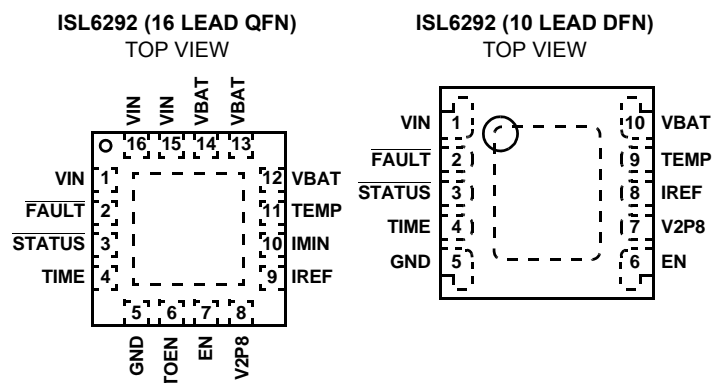 ISL6292 (16 LEAD QFN)
TOP VIEW
VIN
VIN
VBAT
VBAT
16 15 14 13
VIN 1
FAULT 2
STATUS 3
TIME 4
12 VBAT
11 TEMP
10 IMIN
9 IREF
5 6 7 8
GND
TOEN
EN
V2P8
ISL6292 (10 LEAD DFN)
TOP VIEW
VIN 1
FAULT 2
STATUS 3
TIME 4
GND 5
10 VBAT
9 TEMP
8 IREF
7 V2P8
6 EN